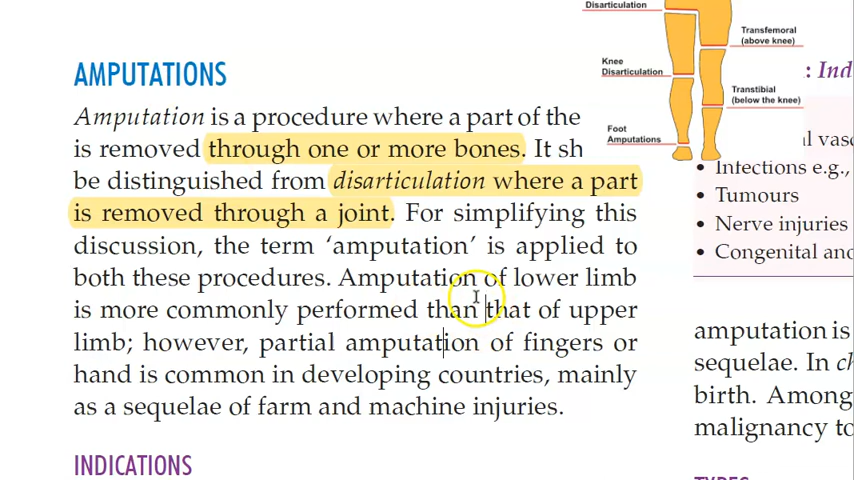 AMPUTATIONS
Amputation is a procedure where a part of the
is removed through one or more bones. It sh
be distinguished from disarticulation where a part
is removed through a joint. For simplifying this
discussion, the term ‘amputation’ is applied to
both these procedures. Amputation of lower limb
is more commonly performed than that of upper
limb; however, partial amputation of fingers or
hand is common in developing countries, mainly
as a sequelae of farm and machine injuries.
INDICATIONS
Disarticulation
Transfemoral
(above knee)
Knee
Disarticulation
Transtibial
(below the knee)
Foot
Amputations
: Ind
l vasc
• Infections e.g.,
• Tumours
• Nerve injuries
• Congenital and
amputation is
sequelae. In ch
birth. Among
malignancy to
TYPES